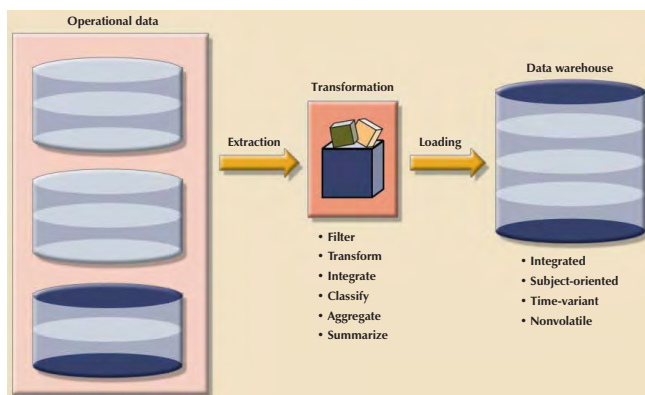 Operational data
Extraction
Transformation
• Filter
• Transform
• Integrate
• Classify
• Aggregate
• Summarize
Loading
Data warehouse
• Integrated
• Subject-oriented
• Time-variant
• Nonvolatile